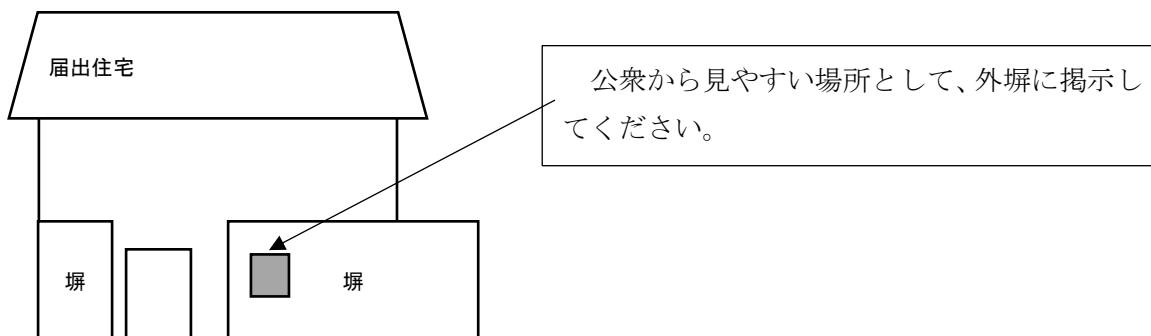 届出住宅
公衆から見やすい場所として、外塀に掲示し
てください。
塀
塀